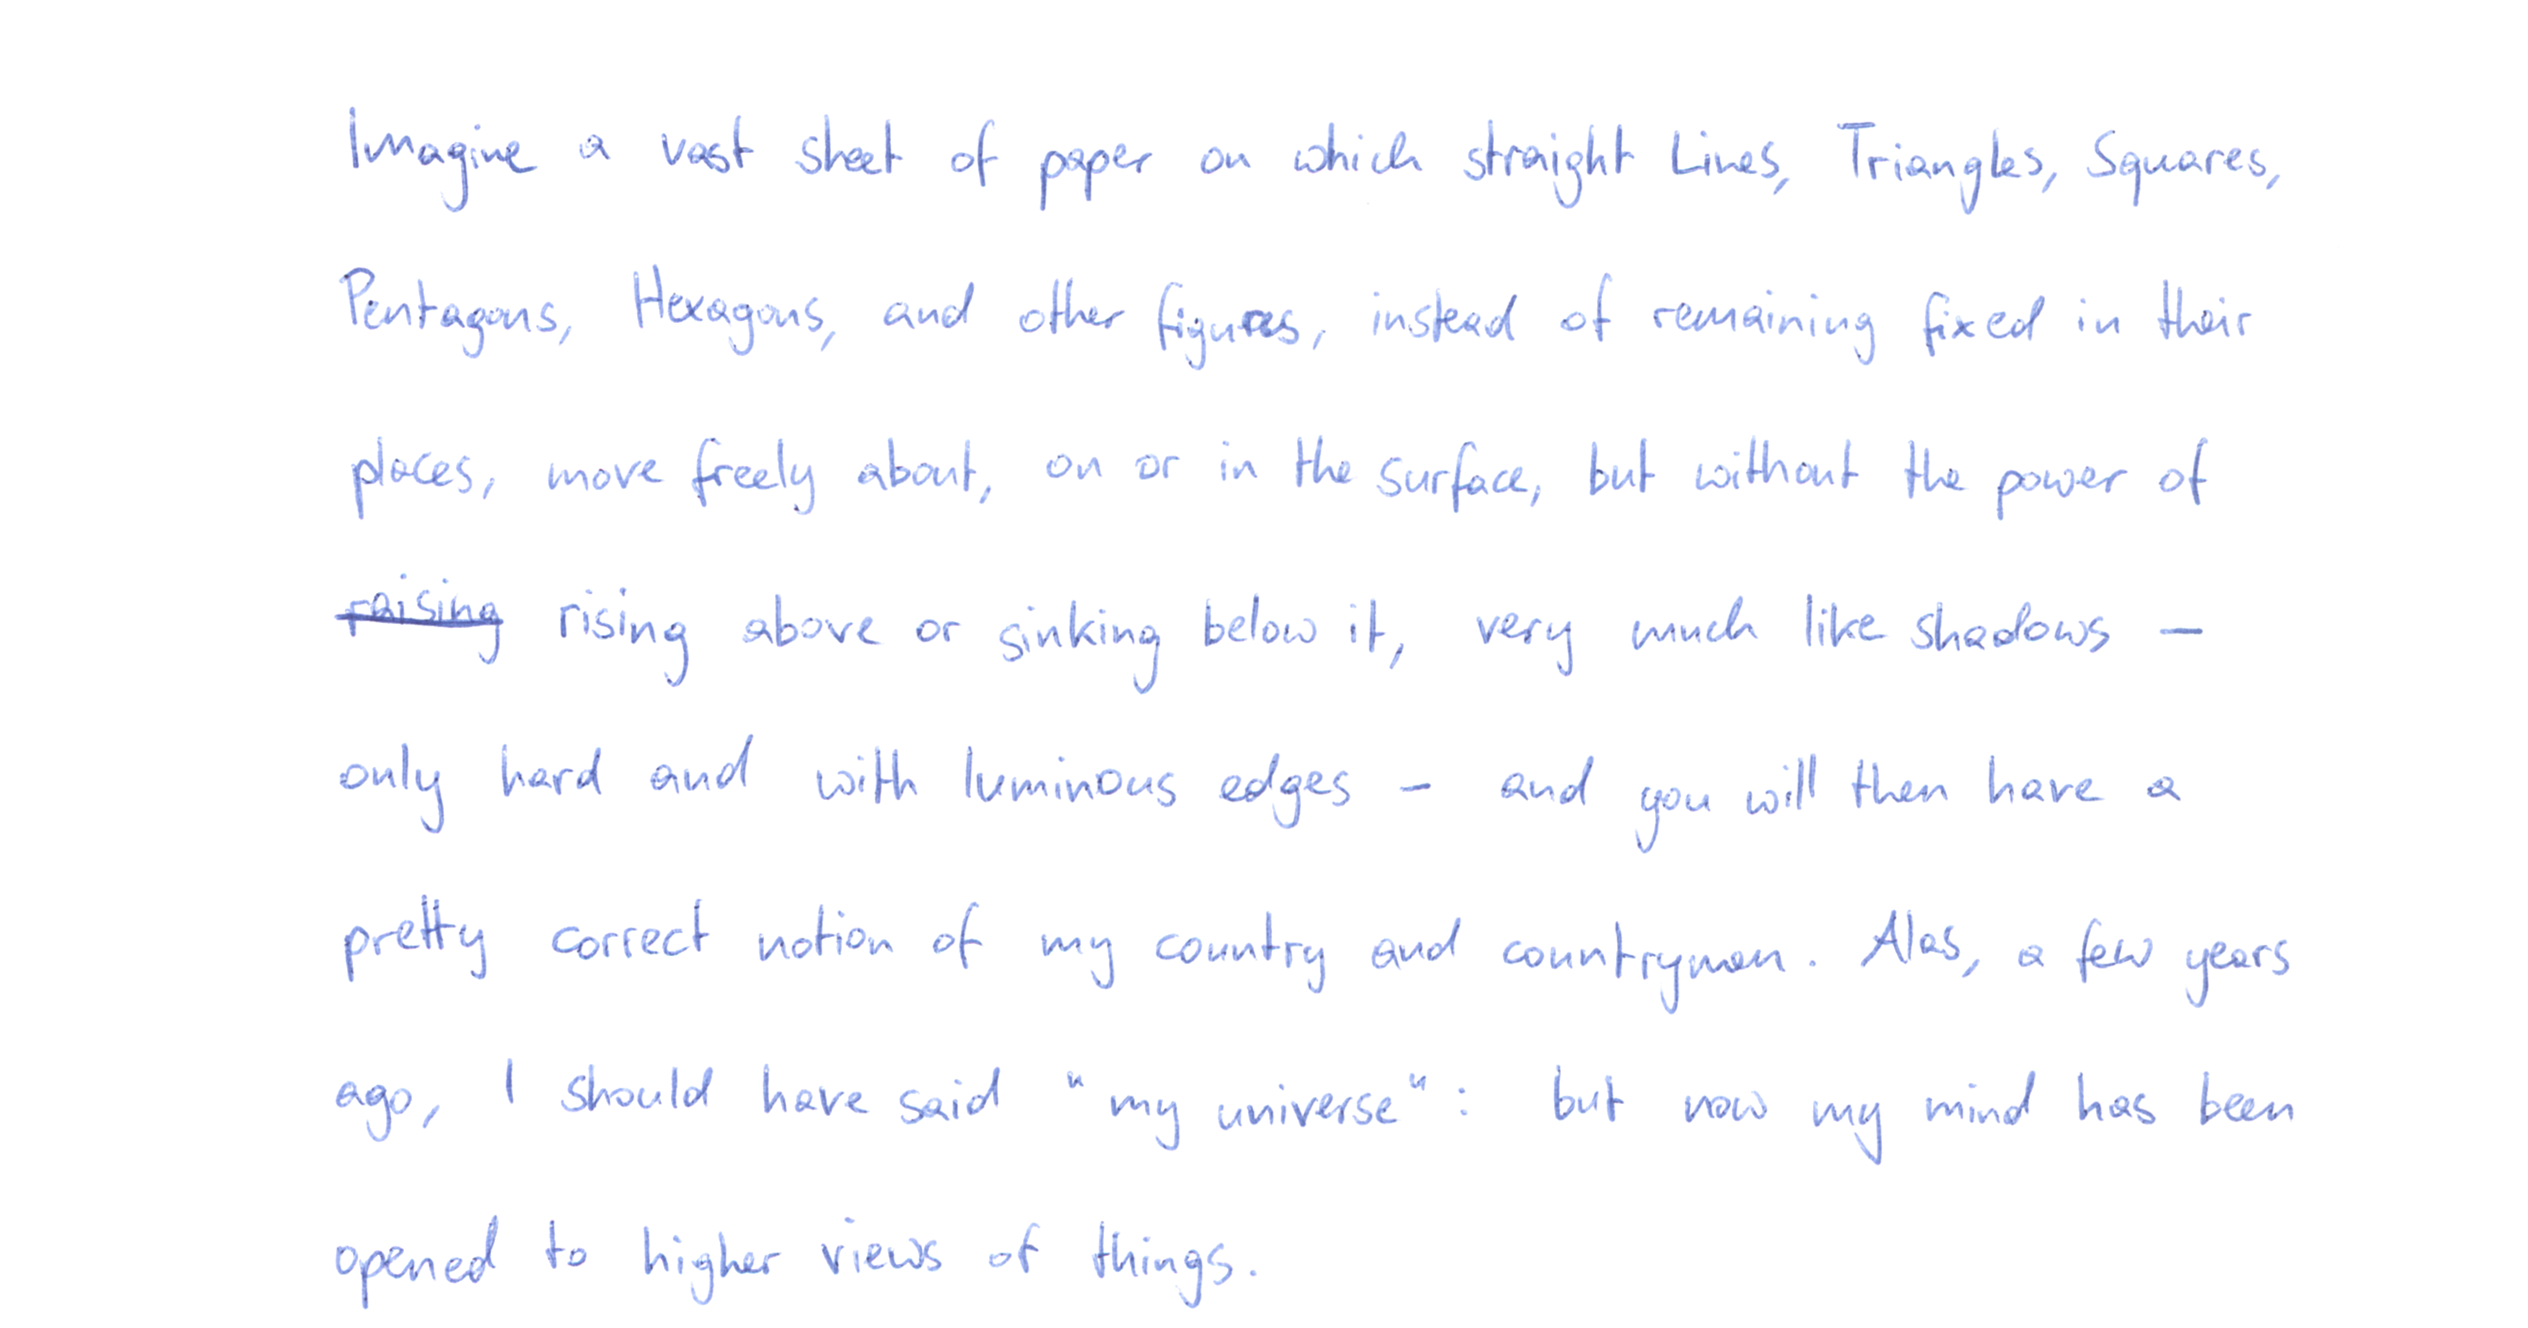 Imagine a vast sheet of paper on which straight Lines, Triangles, Squares,
Pentagons, Hexagons, and other figures, instead of remaining fixed in their
places, move freely about, on or in the surface, but without the power of
raising rising above or sinking below it, very much like shadows –
only hard and with luminous edges – and you will then have a
pretty correct notion of my country and countrymen. Alas, a few years
ago, I should have said "my universe": but now my mind has been
opened to higher views of things.